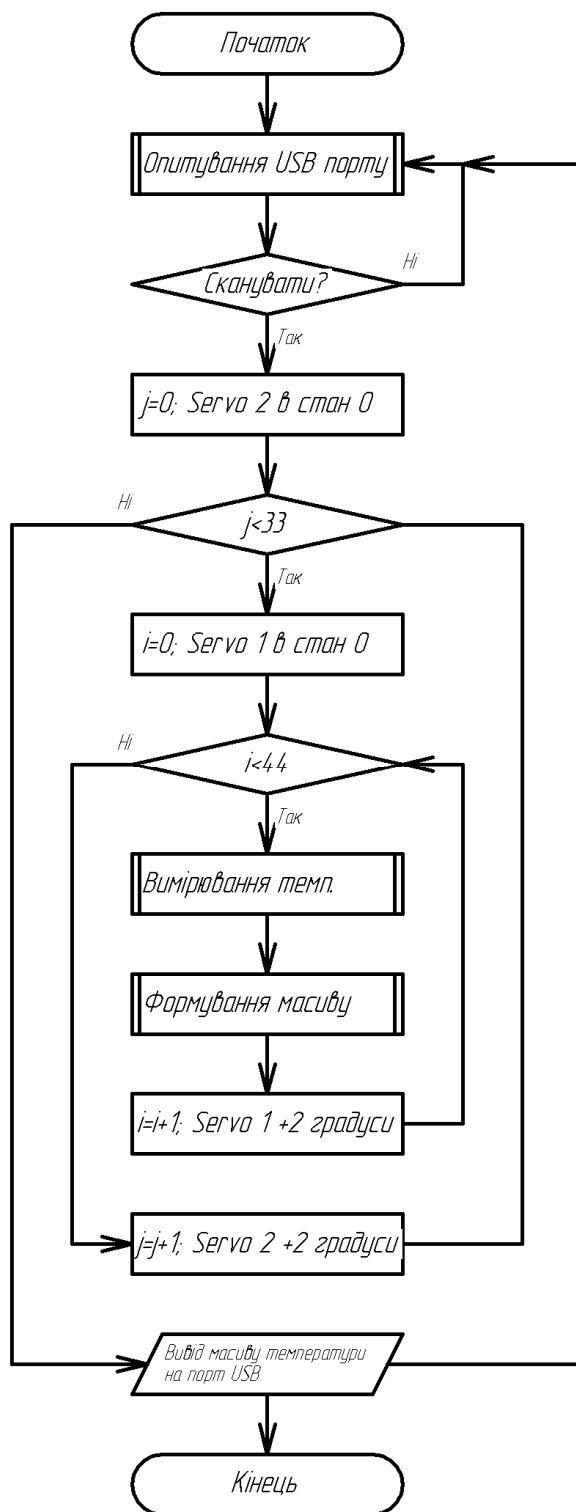 Початок
Опитування USB порту
Сканувати?
Ні
Так
j=0; Servo 2 в стан 0
Ні
j<33
Так
i=0; Servo 1 в стан 0
Ні
i<44
Так
Вимірювання темп.
Формування масиву
i=i+1; Servo 1 +2 градуси
j=j+1; Servo 2 +2 градуси
Вивід масиву температури
на порт USB
Кінець